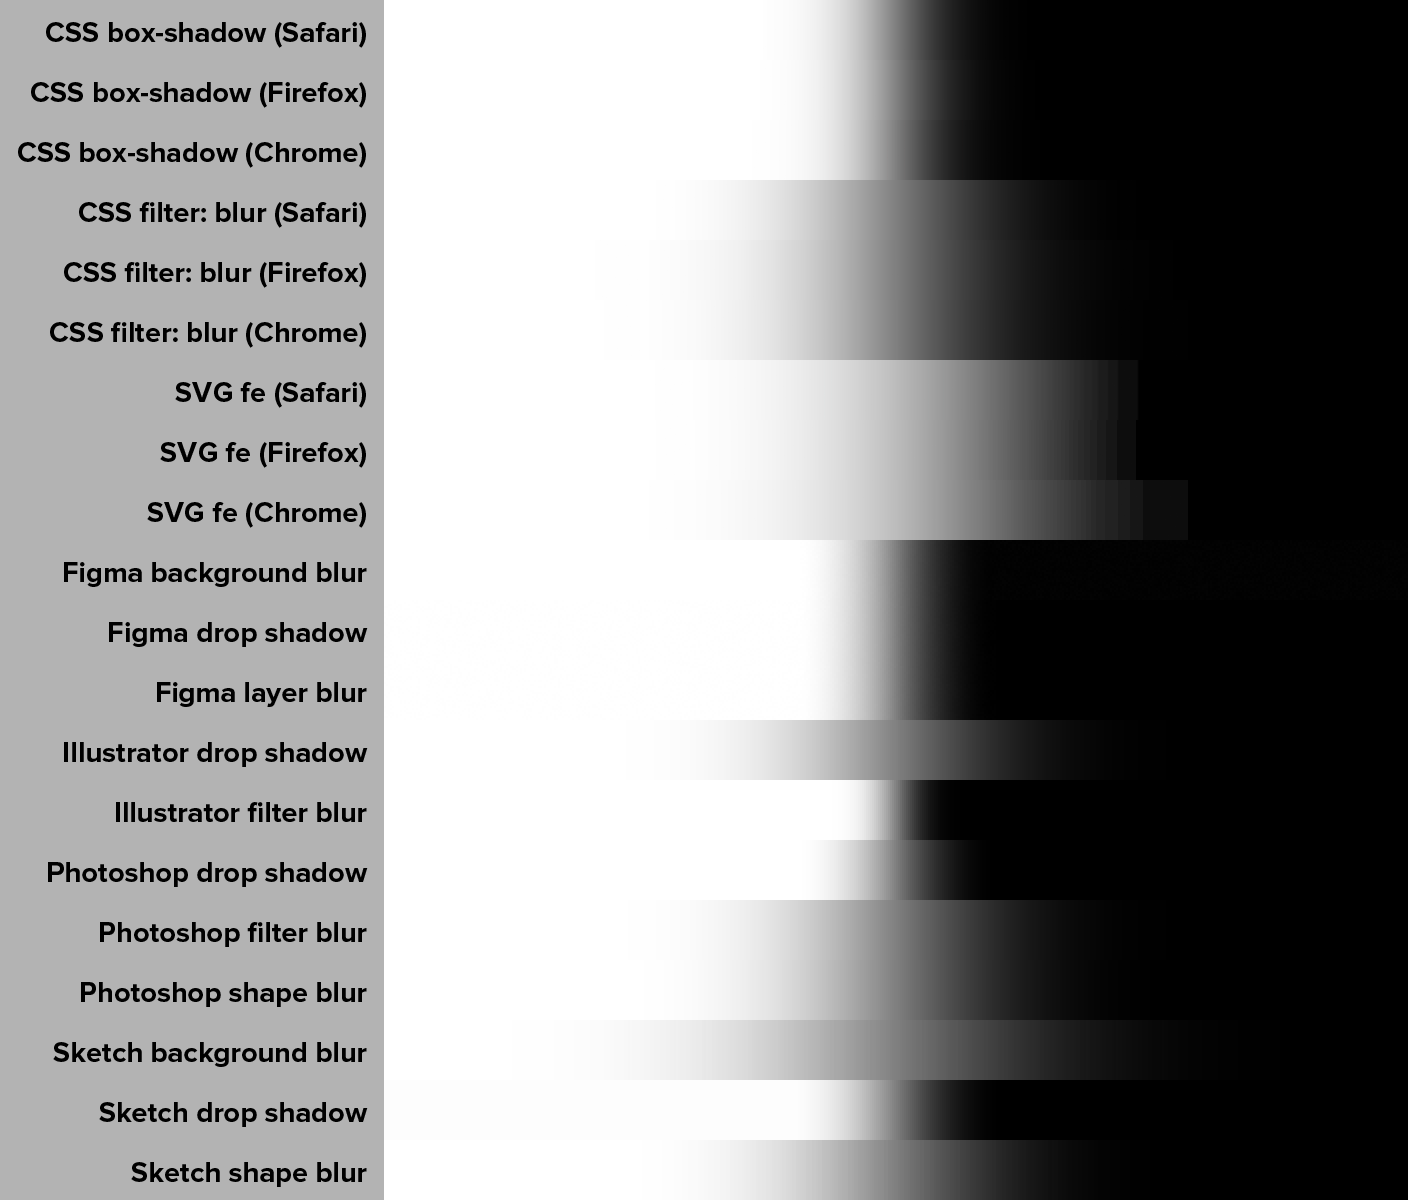 CSS box-shadow (Safari)
CSS box-shadow (Firefox)
CSS box-shadow (Chrome)
CSS filter: blur (Safari)
CSS filter: blur (Firefox)
CSS filter: blur (Chrome)
SVG fe (Safari)
SVG fe (Firefox)
SVG fe (Chrome)
Figma background blur
Figma drop shadow
Figma layer blur
Illustrator drop shadow
Illustrator filter blur
Photoshop drop shadow
Photoshop filter blur
Photoshop shape blur
Sketch background blur
Sketch drop shadow
Sketch shape blur